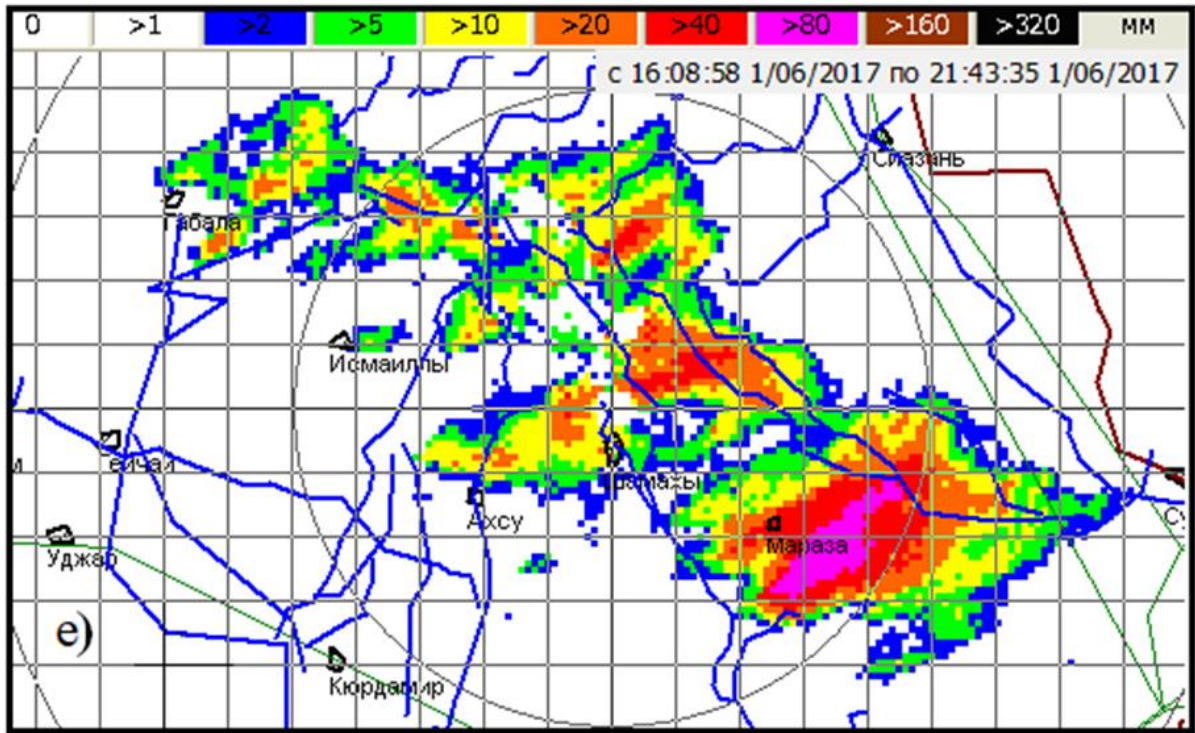 0 >1 >2 >5 >10 >20 >40 >80 >160 >320 мм
с 16:08:58 1/06/2017 по 21:43:35 1/06/2017
Сиазань
Габала
Исмаиллы
Шамахы
Ахсу
Мараза
Уджар
е)
Кюрдамир